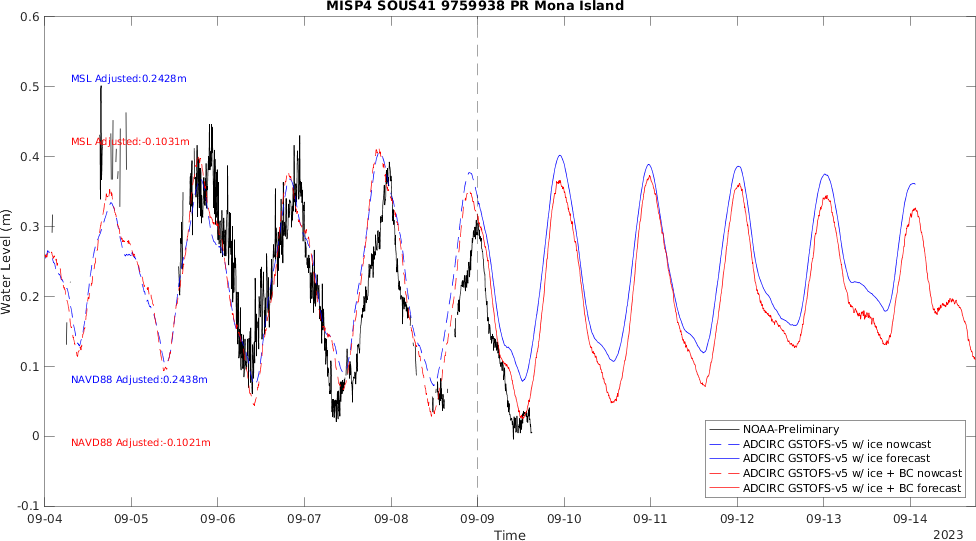 MISP4 SOUS41 9759938 PR Mona Island
0.6
0.5
0.4
0.3
0.2
0.1
0
-0.1
Water Level (m)
MSL Adjusted:0.2428m
MSL Adjusted:-0.1031m
NAVD88 Adjusted:0.2438m
NAVD88 Adjusted:-0.1021m
NOAA-Preliminary
ADCIRC GSTOFS-v5 w/ ice nowcast
ADCIRC GSTOFS-v5 w/ ice forecast
ADCIRC GSTOFS-v5 w/ ice + BC nowcast
ADCIRC GSTOFS-v5 w/ ice + BC forecast
09-04 09-05 09-06 09-07 09-08 09-09 09-10 09-11 09-12 09-13 09-14
Time
2023